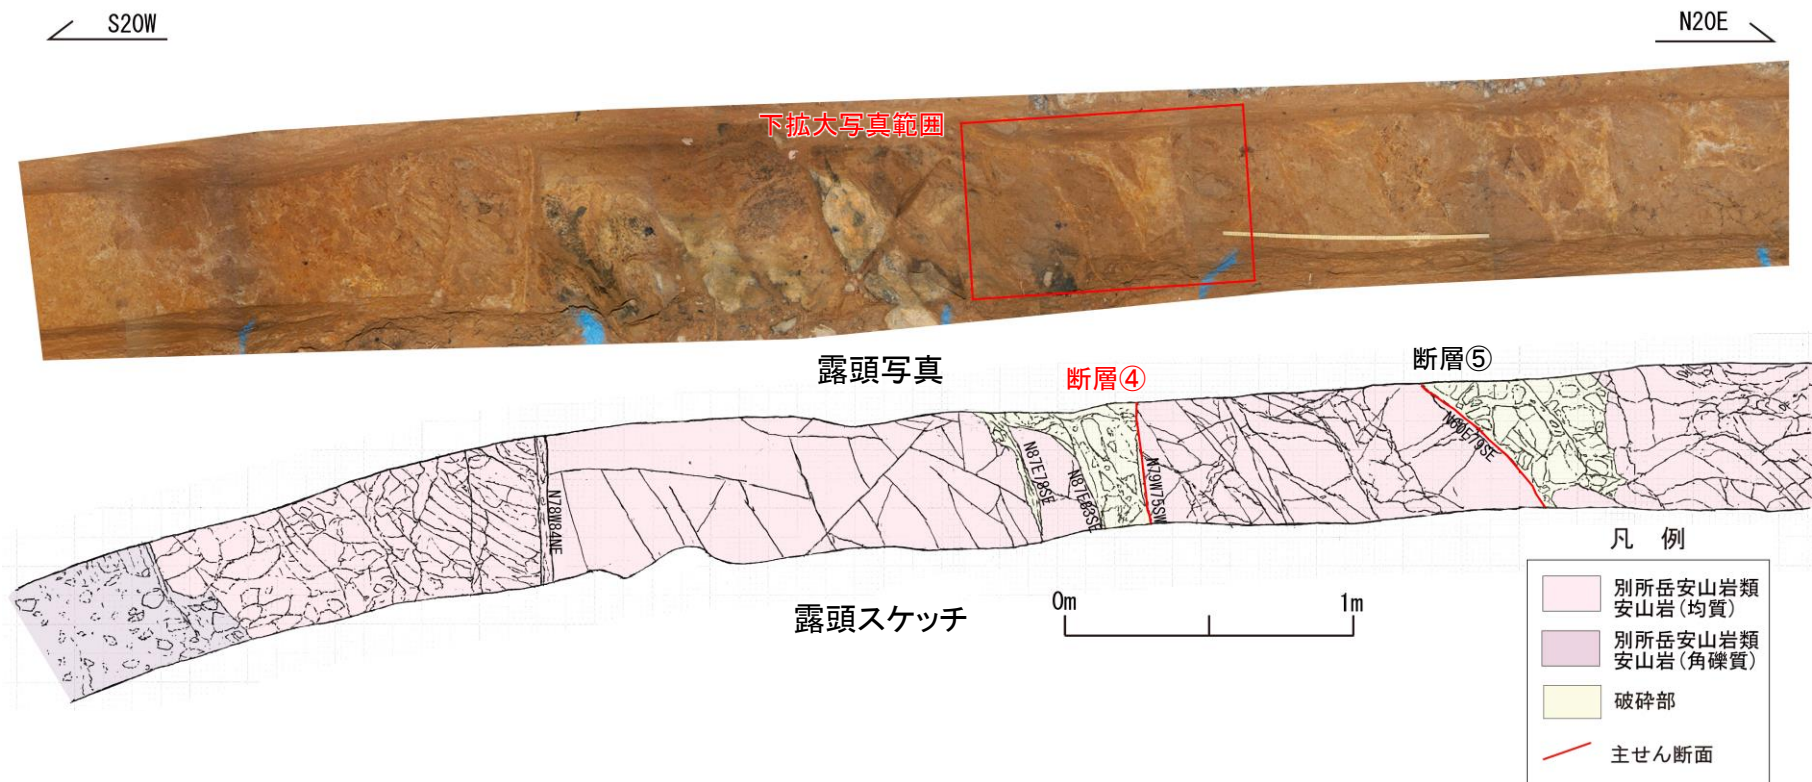 S20W
N20E
下拡大写真範囲
露頭写真
断層④
断層⑤
N78W84NE
N87E78SE
N87E83SE
N79W75SW
N60E79SE
露頭スケッチ
0m
1m
凡 例
別所岳安山岩類
安山岩(均質)
別所岳安山岩類
安山岩(角礫質)
破砕部
主せん断面